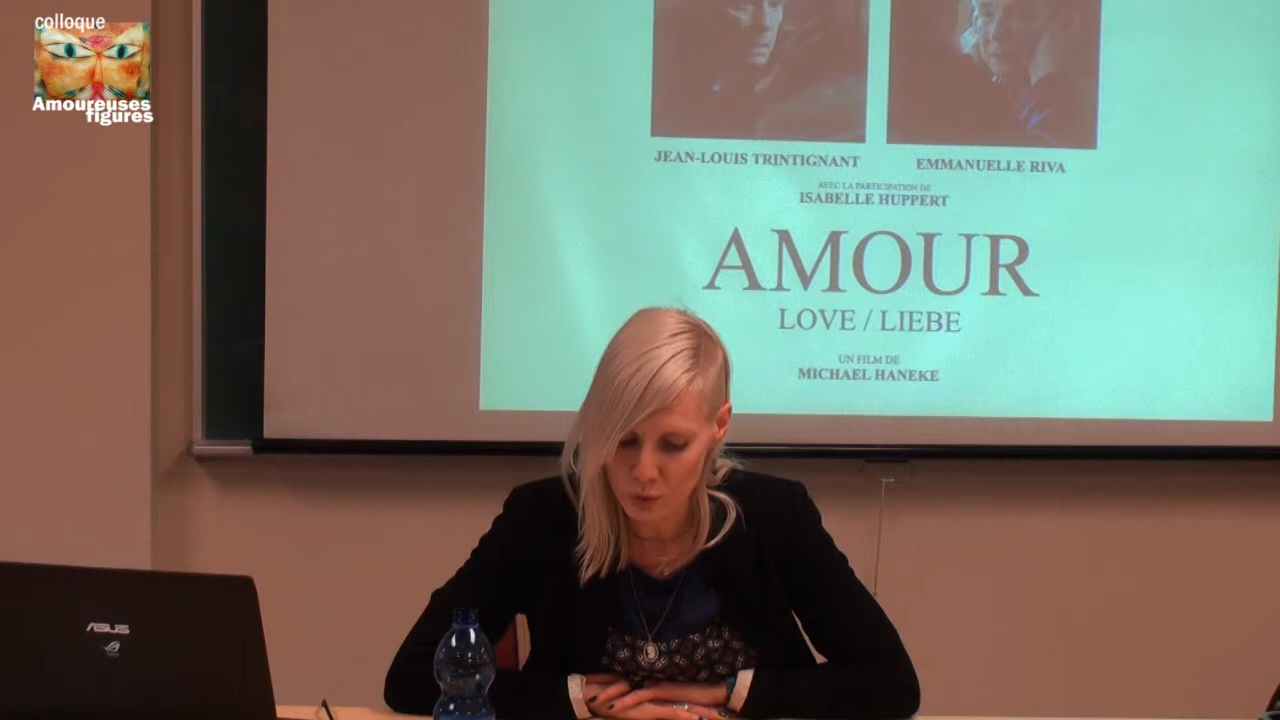 colloque
Amoureuses
figures
JEAN-LOUIS TRINTIGNANT
EMMANUELLE RIVA
AVEC LA PARTICIPATION DE
ISABELLE HUPPERT
AMOUR
LOVE / LIEBE
UN FILM DE
MICHAEL HANEKE
ASUS